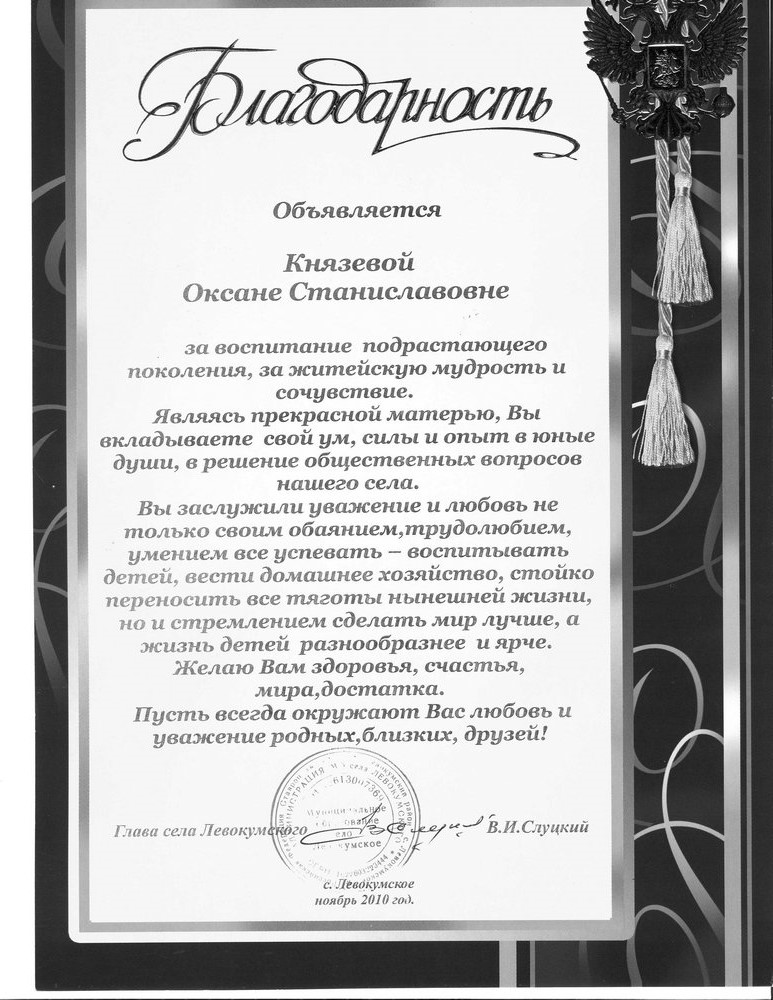 Благодарность
Объявляется
Князевой
Оксане Станиславовне
за воспитание подрастающего
поколения, за житейскую мудрость и
сочувствие.
Являясь прекрасной матерью, Вы
вкладываете свой ум, силы и опыт в юные
души, в решение общественных вопросов
нашего села.
Вы заслужили уважение и любовь не
только своим обаянием,трудолюбием,
умением все успевать – воспитывать
детей, вести домашнее хозяйство, стойко
переносить все тяготы нынешней жизни,
но и стремлением сделать мир лучше, а
жизнь детей разнообразнее и ярче.
Желаю Вам здоровья, счастья,
мира,достатка.
Пусть всегда окружают Вас любовь и
уважение родных,близких, друзей!
Глава села Левокумского
В.И.Слуцкий
с. Левокумское
ноябрь 2010 год.